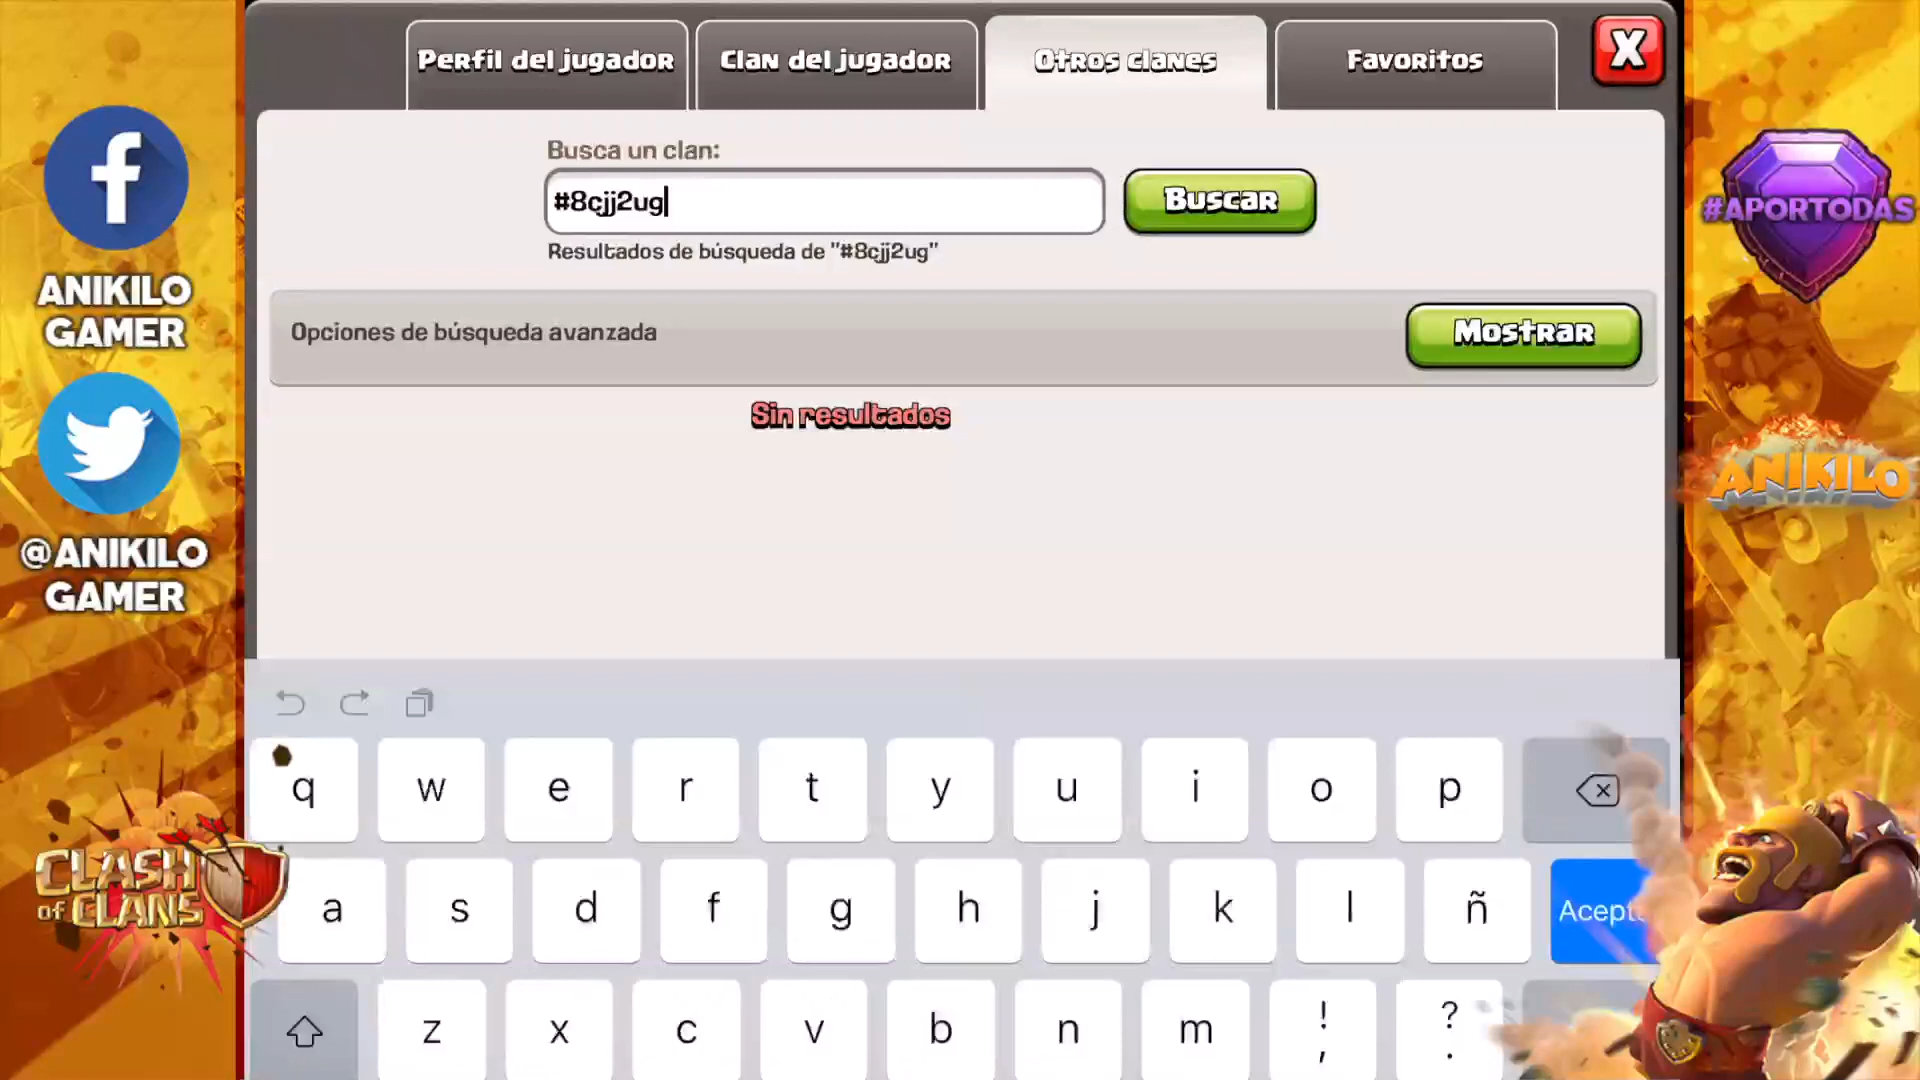 Perfil del jugador
Clan del jugador
Otros clanes
Favoritos
X
Busca un clan:
#8cjj2ug
Buscar
Resultados de búsqueda de "#8cjj2ug"
Opciones de búsqueda avanzada
Mostrar
Sin resultados
f
ANIKILO
GAMER
@ANIKILO
GAMER
CLASH
of CLANS
#APORTODAS
ANIKILO
q w e r t y u i o p
a s d f g h j k l ñ
z x c v b n m ! , ? .